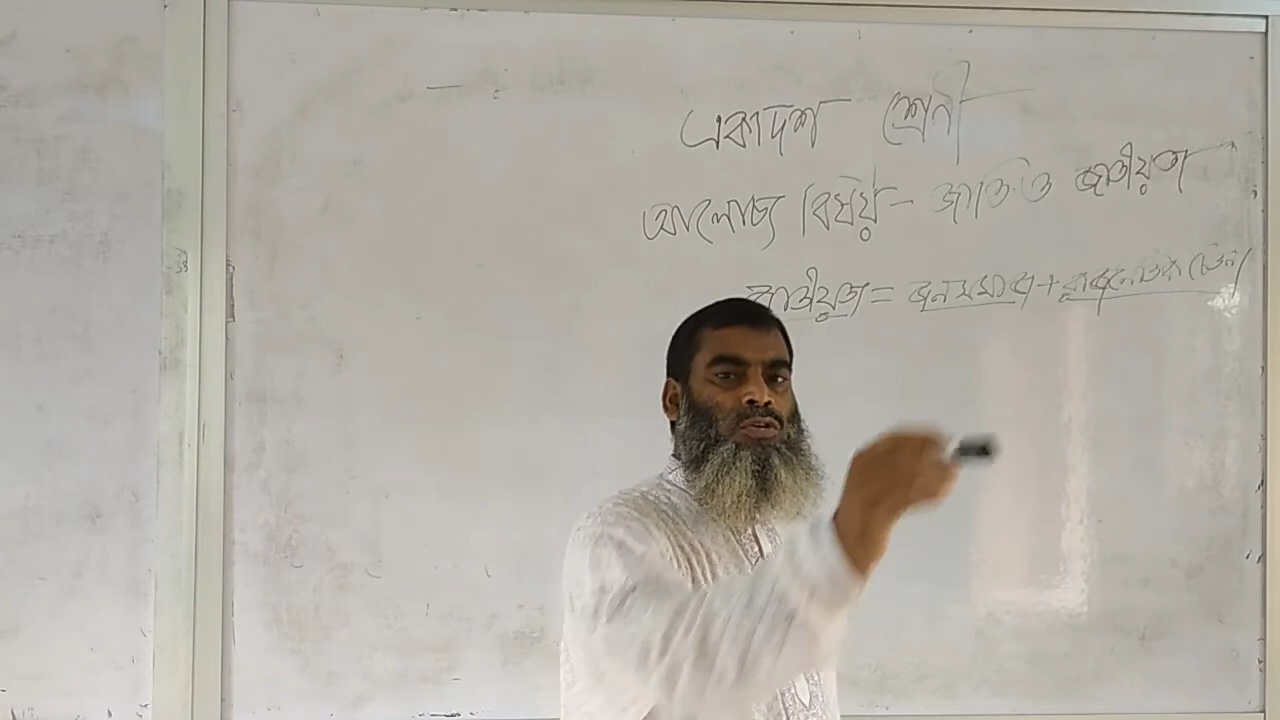 একাদশ শ্রেনী
আলোচ্য বিষয় - জাতি ও জাতীয়তা
জাতীয়তা = জনসমাজ + রাজনৈতিক চেতনা